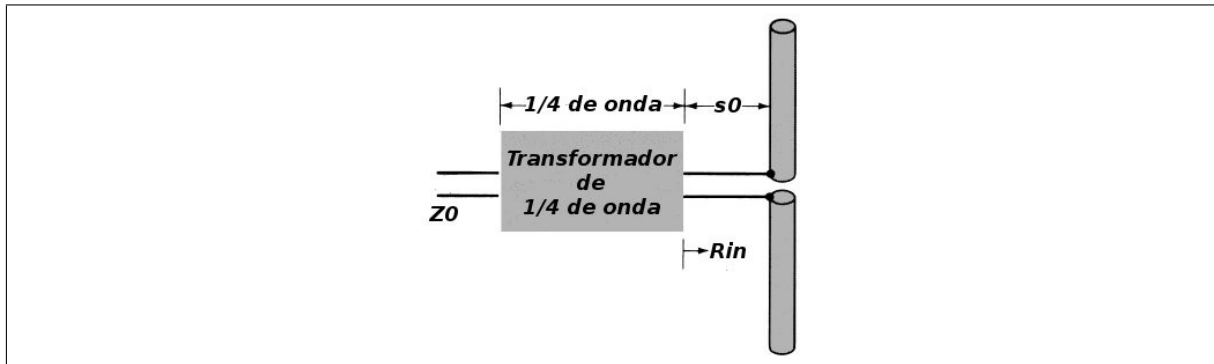 1/4 de onda
s0
Transformador
de
1/4 de onda
Z0
Rin